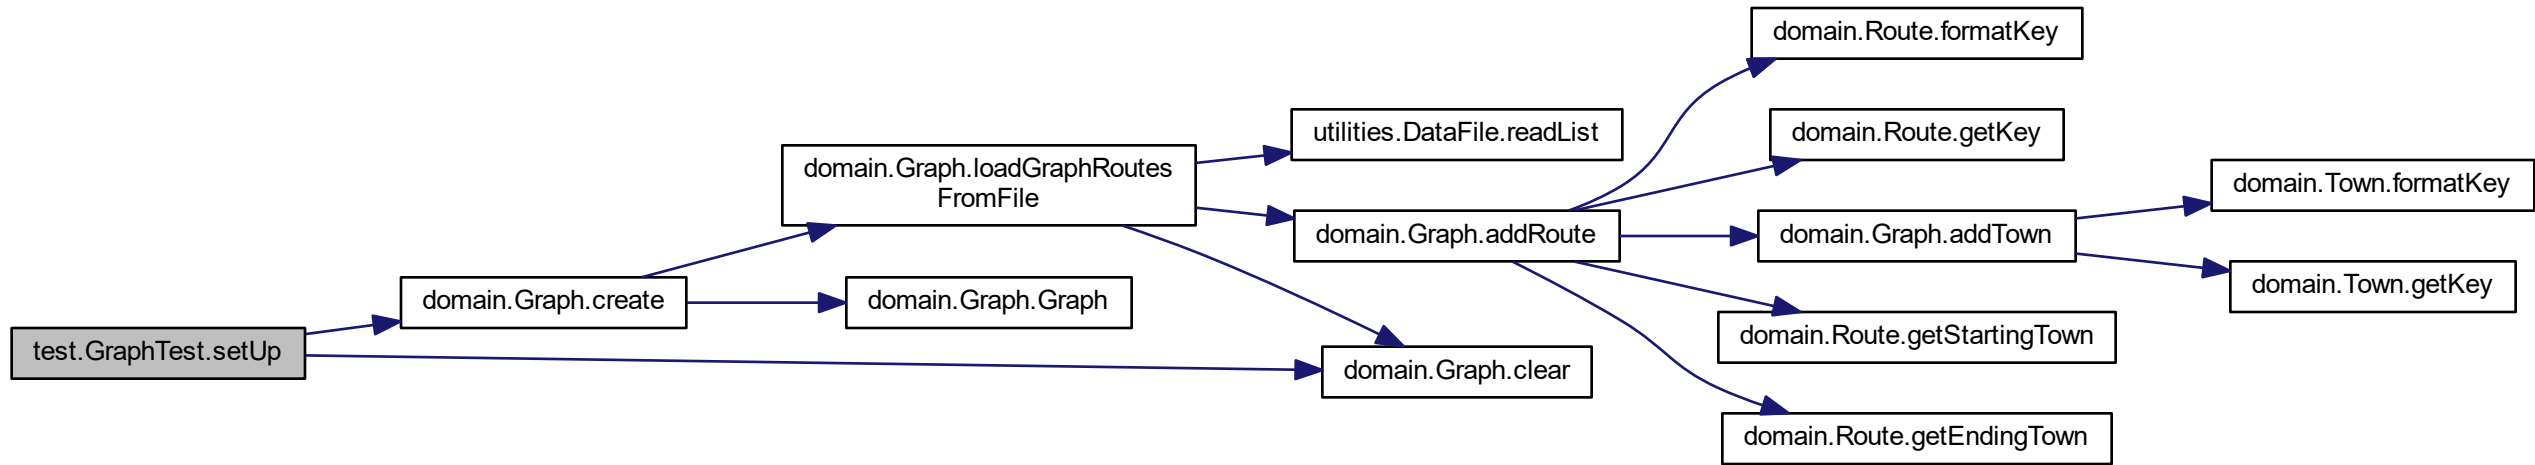 test.GraphTest.setUp
domain.Graph.create
domain.Graph.loadGraphRoutes
FromFile
domain.Graph.Graph
utilities.DataFile.readList
domain.Graph.addRoute
domain.Graph.clear
domain.Route.formatKey
domain.Route.getKey
domain.Graph.addTown
domain.Route.getStartingTown
domain.Route.getEndingTown
domain.Town.formatKey
domain.Town.getKey